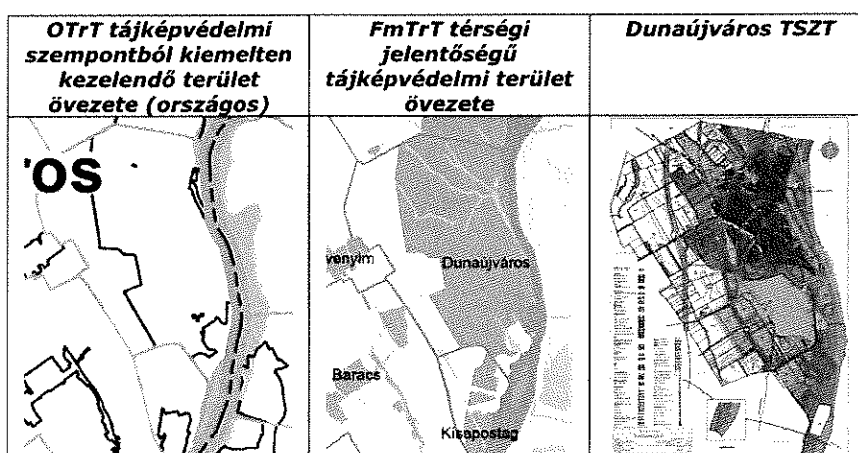 OTrT tájképvédelmi
szempontból kiemelten
kezelendő terület
övezete (országos)
FmTrT térségi
jelentőségű
tájképvédelmi terület
övezete
Dunaújváros TSZT
os
venyim
Dunaújváros
Baracs
Kisapostag